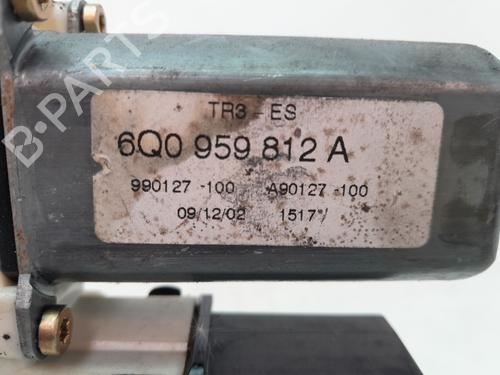 B-PARTS
TR3 - ES
6Q0 959 812 A
990127 -100 A90127 -100
09/12/02 1517/